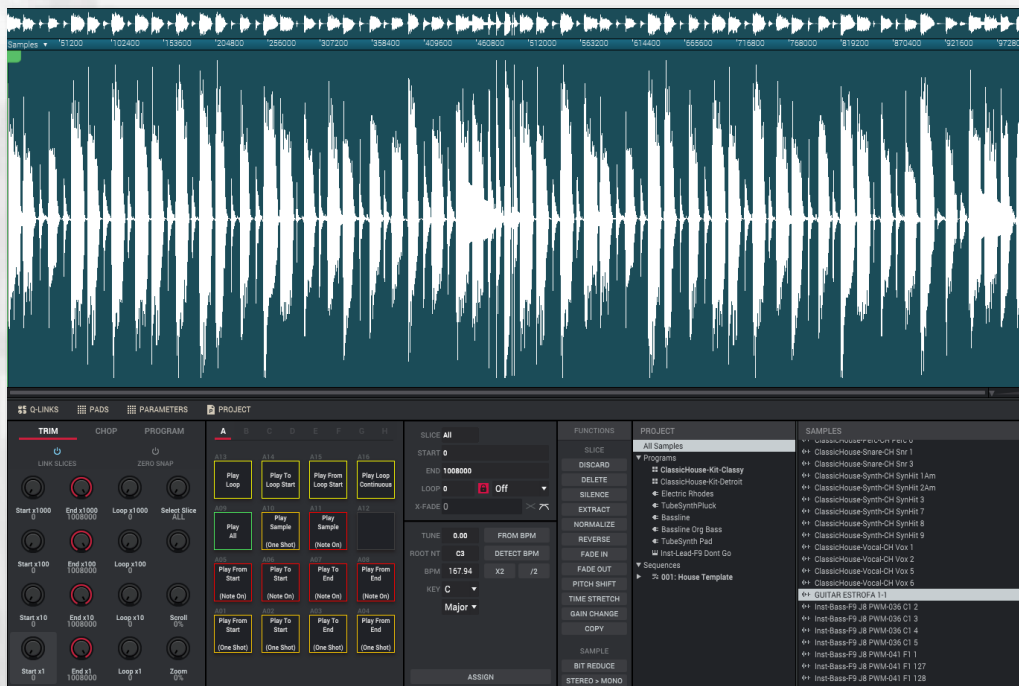 Samples ▾ '51200 '102400 '153600 '204800 '256000 '307200 '358400 '409600 '460800 '512000 '563200 '614400 '665600 '716800 '768000 '819200 '870400 '921600 '972800
Q-LINKS PADS PARAMETERS PROJECT
TRIM CHOP PROGRAM
LINK SLICES ZERO SNAP
Start x1000 End x1000 Loop x1000 Select Slice
0 1008000 0 ALL
Start x100 End x100 Loop x100
0 1008000 0
Start x10 End x10 Loop x10 Scroll
0 1008000 0 0%
Start x1 End x1 Loop x1 Zoom
0 1008000 0 0%
A B C D E F G H
A13 A14 A15 A16
Play Loop
Play To Loop Start
Play From Loop Start
Play Loop Continuous
A09 A10 A11 A12
Play All
Play Sample (One Shot)
Play Sample (Note On)
A05 A06 A07 A08
Play From Start (Note On)
Play To Start (Note On)
Play To End (Note On)
Play From End (Note On)
A01 A02 A03 A04
Play From Start (One Shot)
Play To Start (One Shot)
Play To End (One Shot)
Play From End (One Shot)
SLICE All
START 0
END 1008000
LOOP 0 Off
X-FADE 0
TUNE 0.00 FROM BPM
ROOT NT C3 DETECT BPM
BPM 167.94 X2 /2
KEY C
Major
ASSIGN
FUNCTIONS
SLICE
DISCARD
DELETE
SILENCE
EXTRACT
NORMALIZE
REVERSE
FADE IN
FADE OUT
PITCH SHIFT
TIME STRETCH
GAIN CHANGE
COPY
SAMPLE
BIT REDUCE
STEREO > MONO
PROJECT
All Samples
Programs
ClassicHouse-Kit-Classy
ClassicHouse-Kit-Detroit
Electric Rhodes
TubeSynthPluck
Bassline
Bassline Org Bass
TubeSynth Pad
Inst-Lead-F9 Dont Go
Sequences
001: House Template
SAMPLES
ClassicHouse-Perc-CH Perc 6
ClassicHouse-Snare-CH Snr 1
ClassicHouse-Snare-CH Snr 3
ClassicHouse-Synth-CH SynHit 1Am
ClassicHouse-Synth-CH SynHit 2Am
ClassicHouse-Synth-CH SynHit 3
ClassicHouse-Synth-CH SynHit 7
ClassicHouse-Synth-CH SynHit 8
ClassicHouse-Synth-CH SynHit 9
ClassicHouse-Vocal-CH Vox 1
ClassicHouse-Vocal-CH Vox 2
ClassicHouse-Vocal-CH Vox 5
ClassicHouse-Vocal-CH Vox 6
GUITAR ESTROFA 1-1
Inst-Bass-F9 J8 PWM-036 C1 2
Inst-Bass-F9 J8 PWM-036 C1 3
Inst-Bass-F9 J8 PWM-036 C1 4
Inst-Bass-F9 J8 PWM-036 C1 5
Inst-Bass-F9 J8 PWM-041 F1 1
Inst-Bass-F9 J8 PWM-041 F1 127
Inst-Bass-F9 J8 PWM-041 F1 128